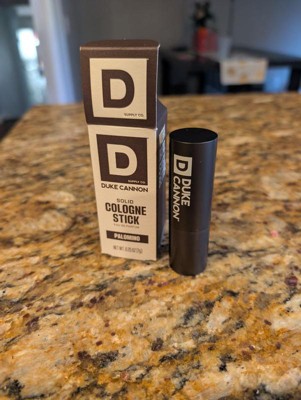 D
SUPPLY CO.
D
SUPPLY CO.
DUKE CANNON
SOLID
COLOGNE
STICK
PALOMINO
D DUKE
CANNON